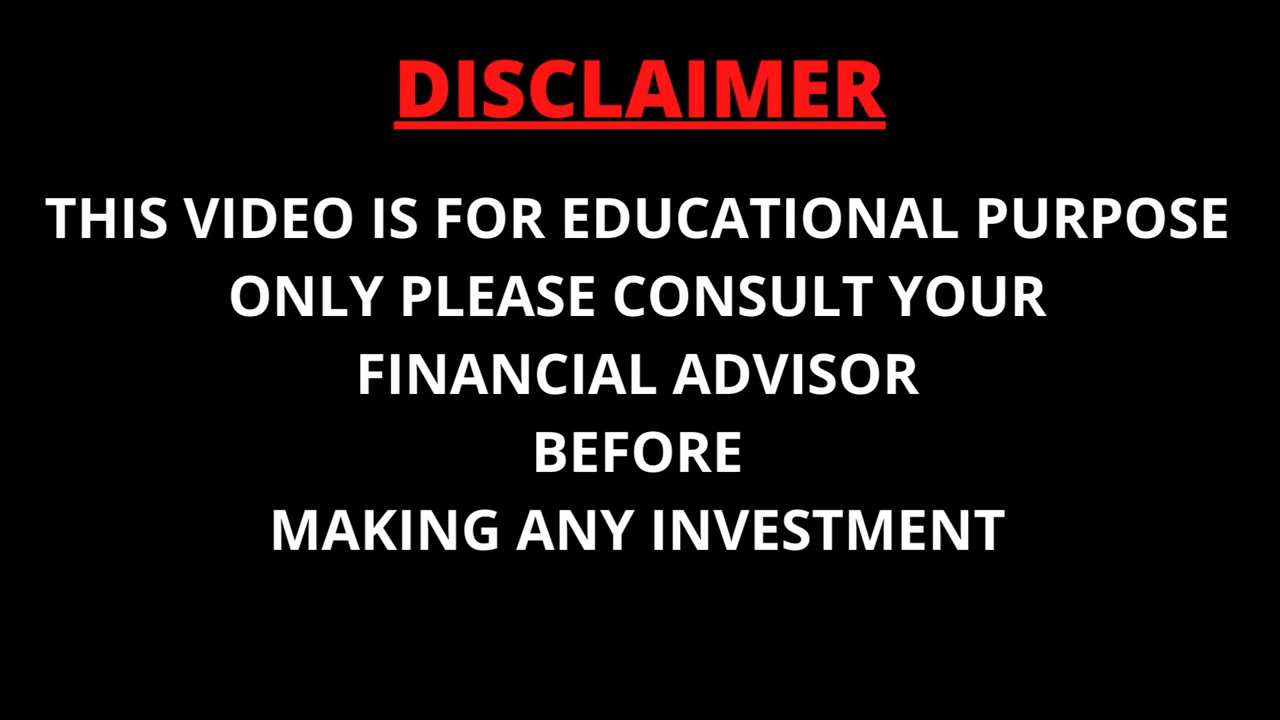 DISCLAIMER
THIS VIDEO IS FOR EDUCATIONAL PURPOSE
ONLY PLEASE CONSULT YOUR
FINANCIAL ADVISOR
BEFORE
MAKING ANY INVESTMENT